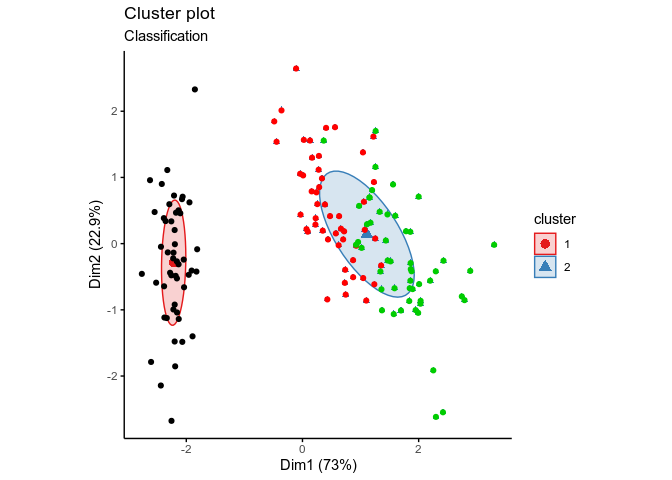 Cluster plot
Classification
2
1
0
-1
-2
Dim2 (22.9%)
-2
0
2
Dim1 (73%)
cluster
1
2